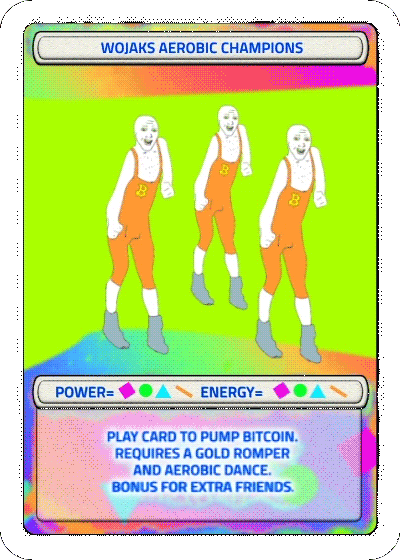 WOJAKS AEROBIC CHAMPIONS
B B B
POWER= ENERGY=
PLAY CARD TO PUMP BITCOIN.
REQUIRES A GOLD ROMPER
AND AEROBIC DANCE.
BONUS FOR EXTRA FRIENDS.